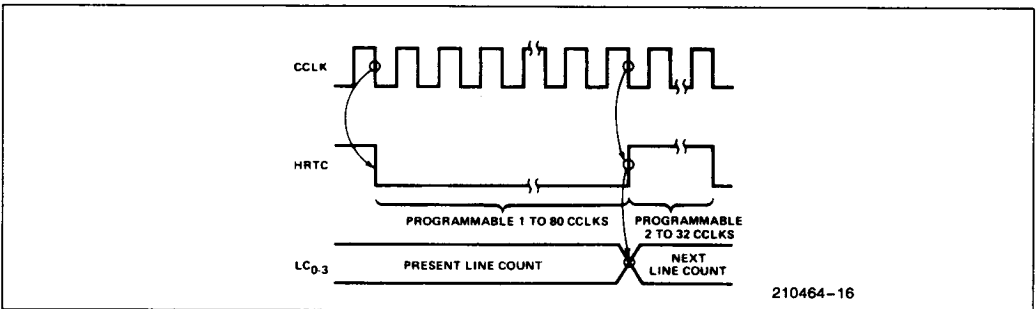 CCLK
HRTC
PROGRAMMABLE 1 TO 80 CCLKS
PROGRAMMABLE
2 TO 32 CCLKS
LC0-3
PRESENT LINE COUNT
NEXT
LINE COUNT
210464-16